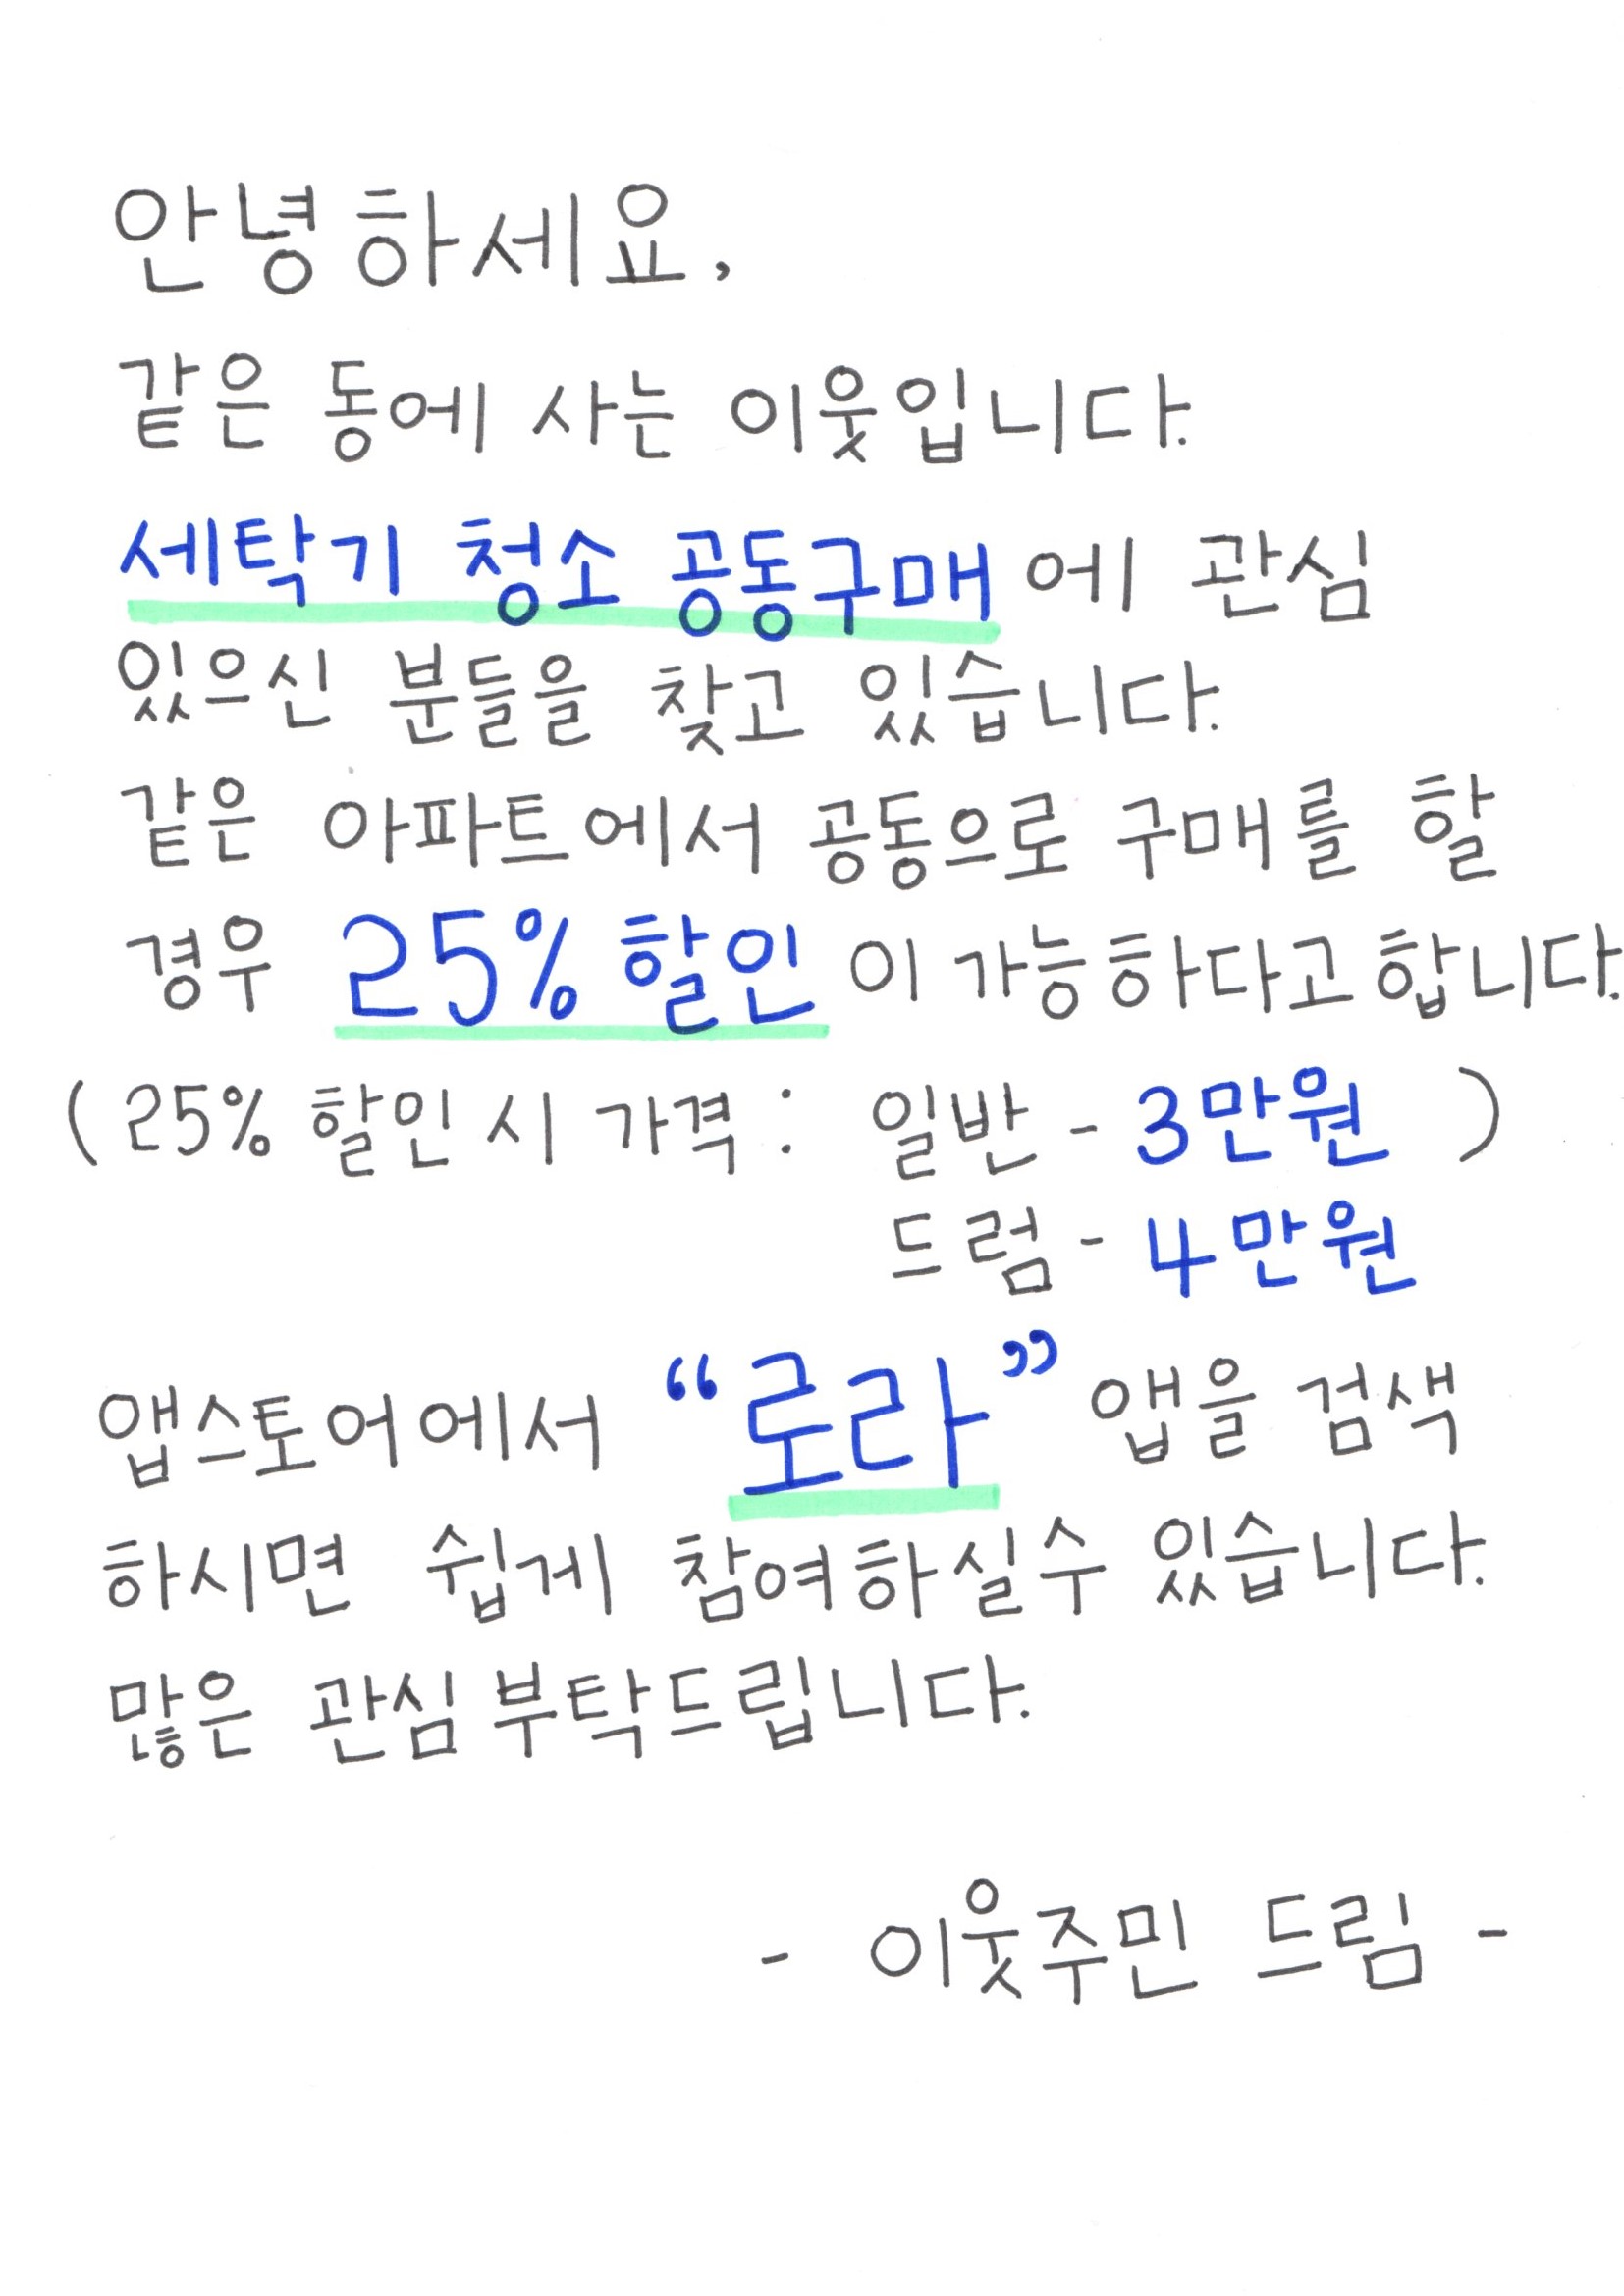 안녕하세요,
같은 동에 사는 이웃입니다.
세탁기 청소 공동구매에 관심
있으신 분들을 찾고 있습니다.
같은 아파트에서 공동으로 구매를 할
경우 25% 할인이 가능하다고 합니다.
(25% 할인 시 가격: 일반 - 3만원 )
드럼 - 4만원
앱스토어에서 “로라” 앱을 검색
하시면 쉽게 참여하실수 있습니다.
많은 관심 부탁드립니다.
- 이웃주민 드림 -